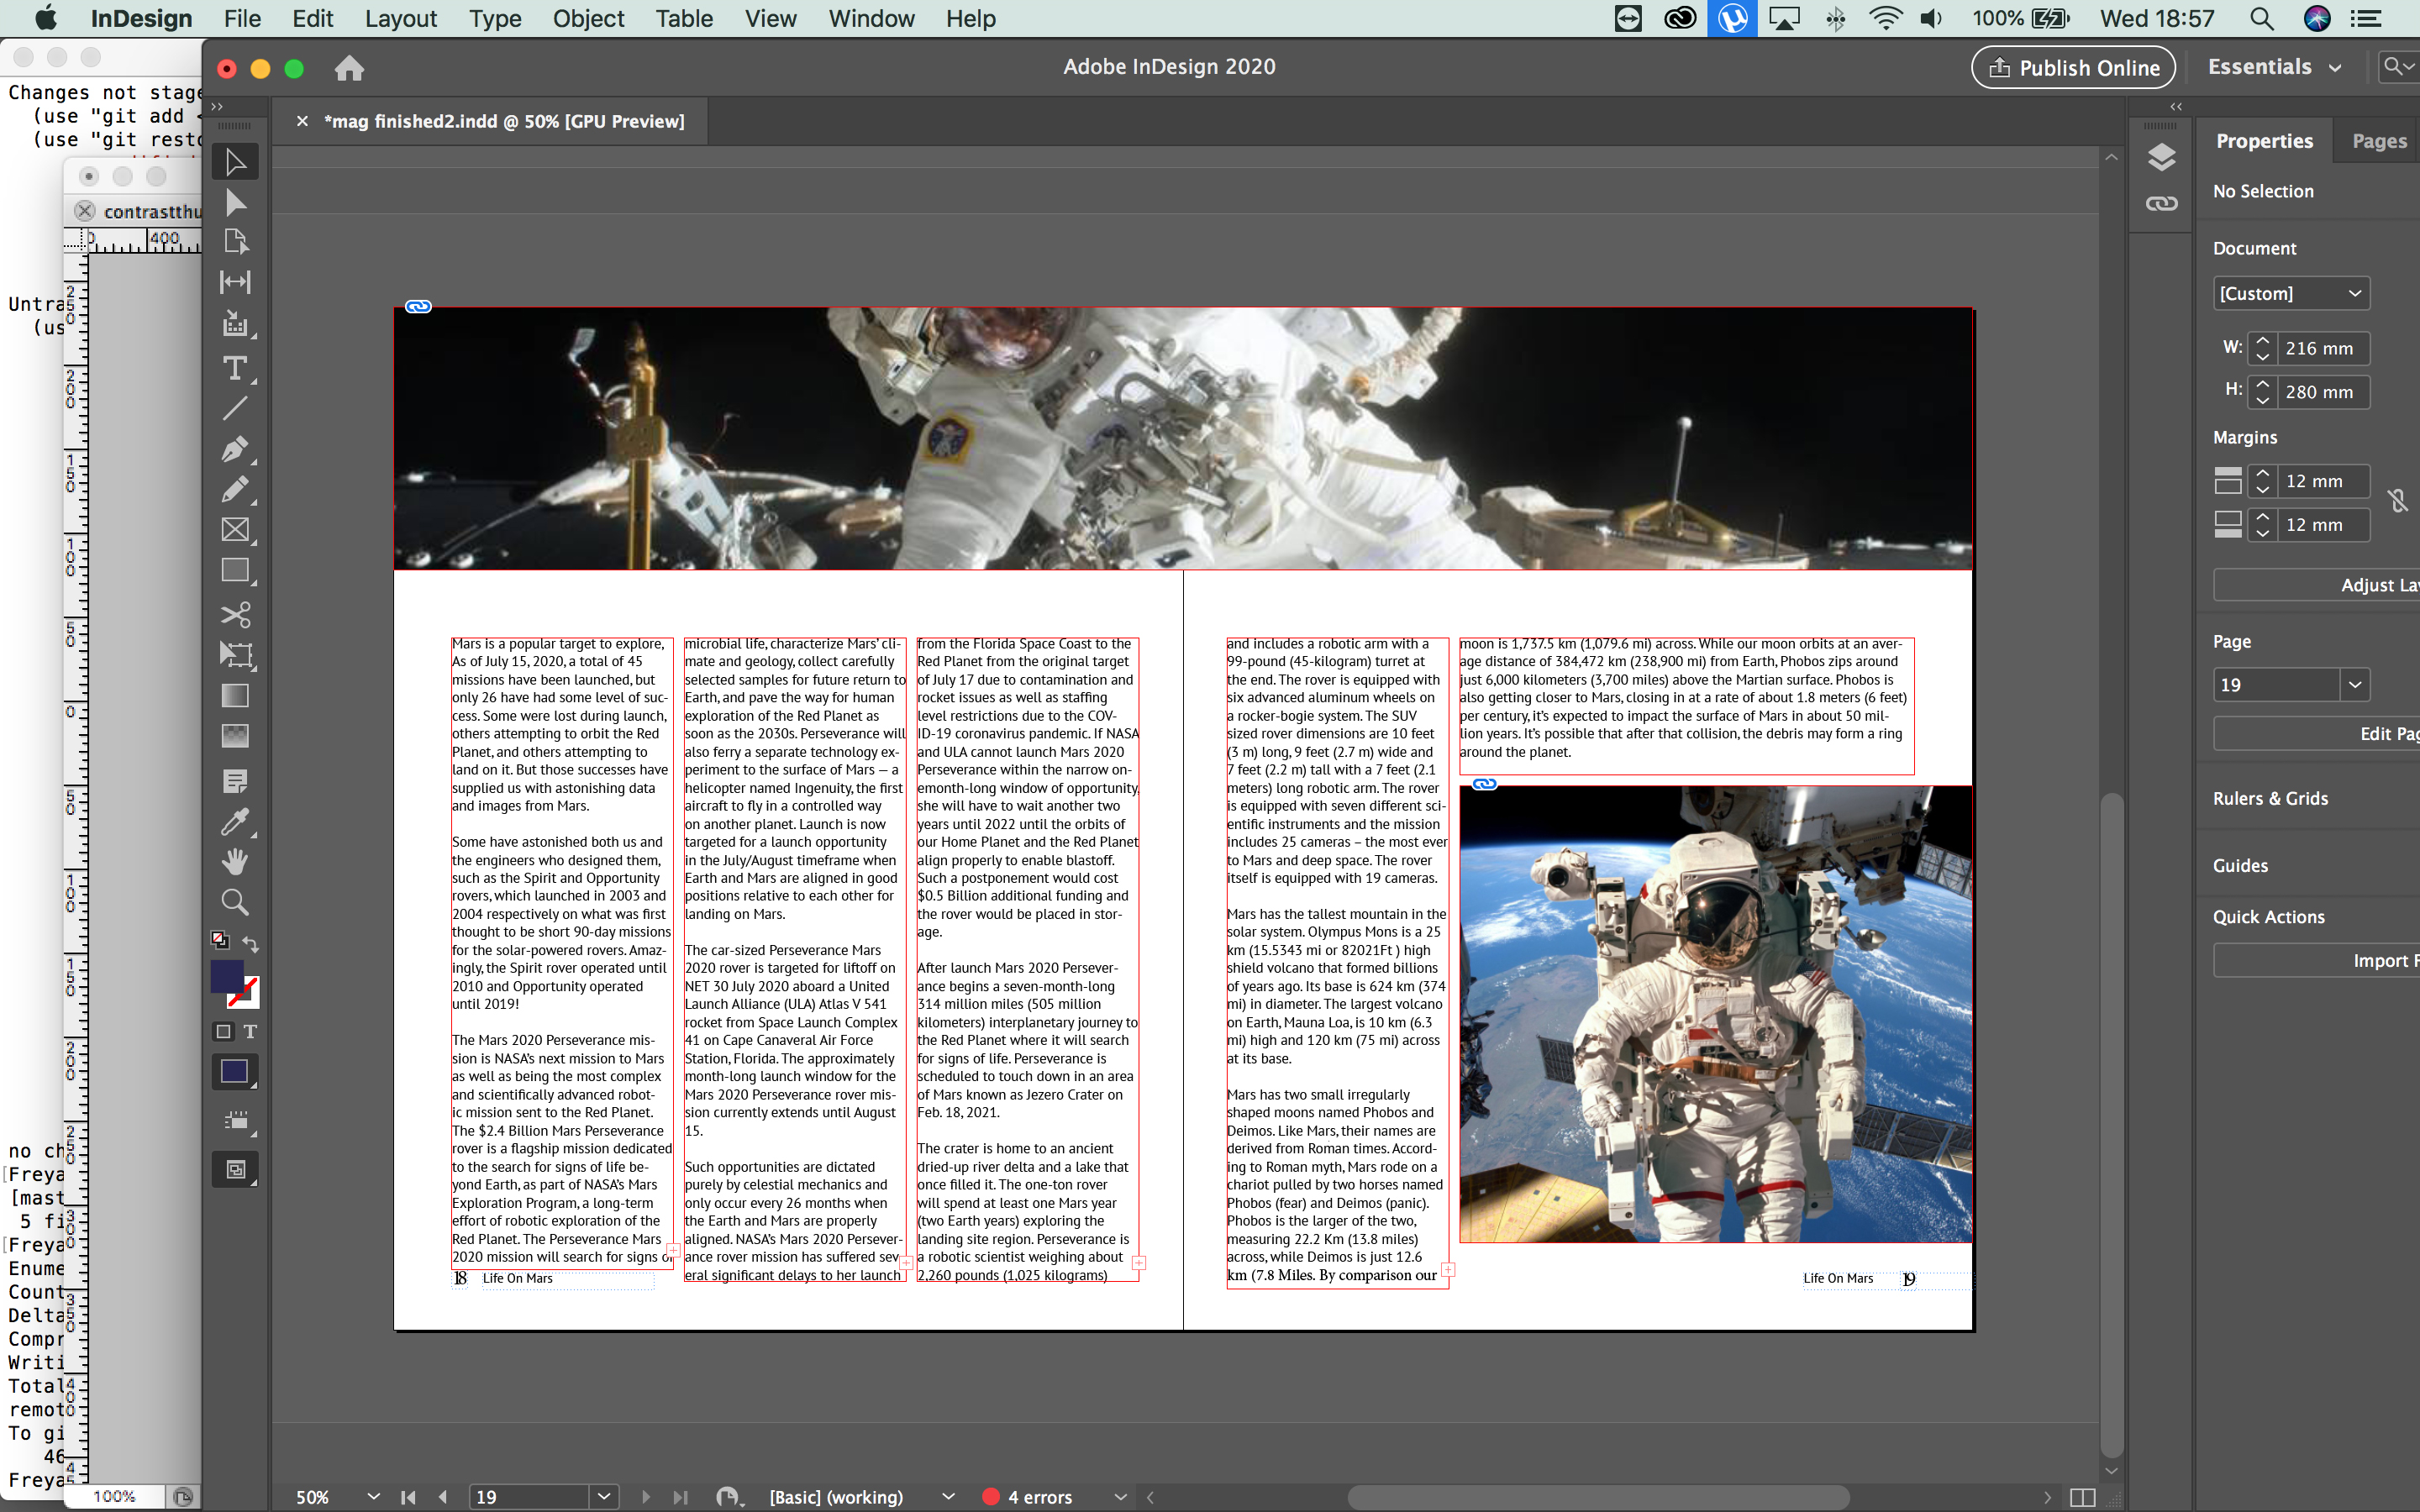 InDesign File Edit Layout Type Object Table View Window Help
100% Wed 18:57
Adobe InDesign 2020
Publish Online
Essentials
*mag finished2.indd @ 50% [GPU Preview]
Changes not stage
(use "git add <
(use "git resto
contrastthu
400
Untra
(us
no ch
[Freya
[mast
5 fi
[Freya
Enume
Count
Delta
Compr
Writi
Total
remot
To gi
46
Freya
100%
Mars is a popular target to explore,
As of July 15, 2020, a total of 45
missions have been launched, but
only 26 have had some level of suc-
cess. Some were lost during launch,
others attempting to orbit the Red
Planet, and others attempting to
land on it. But those successes have
supplied us with astonishing data
and images from Mars.
Some have astonished both us and
the engineers who designed them,
such as the Spirit and Opportunity
rovers, which launched in 2003 and
2004 respectively on what was first
thought to be short 90-day missions
for the solar-powered rovers. Amaz-
ingly, the Spirit rover operated until
2010 and Opportunity operated
until 2019!
The Mars 2020 Perseverance mis-
sion is NASA's next mission to Mars
as well as being the most complex
and scientifically advanced robot-
ic mission sent to the Red Planet.
The $2.4 Billion Mars Perseverance
rover is a flagship mission dedicated
to the search for signs of life be-
yond Earth, as part of NASA's Mars
Exploration Program, a long-term
effort of robotic exploration of the
Red Planet. The Perseverance Mars
2020 mission will search for signs of
18 Life On Mars
microbial life, characterize Mars' cli-
mate and geology, collect carefully
selected samples for future return to
Earth, and pave the way for human
exploration of the Red Planet as
soon as the 2030s. Perseverance will
also ferry a separate technology ex-
periment to the surface of Mars — a
helicopter named Ingenuity, the first
aircraft to fly in a controlled way
on another planet. Launch is now
targeted for a launch opportunity
in the July/August timeframe when
Earth and Mars are aligned in good
positions relative to each other for
landing on Mars.
The car-sized Perseverance Mars
2020 rover is targeted for liftoff on
NET 30 July 2020 aboard a United
Launch Alliance (ULA) Atlas V 541
rocket from Space Launch Complex
41 on Cape Canaveral Air Force
Station, Florida. The approximately
month-long launch window for the
Mars 2020 Perseverance rover mis-
sion currently extends until August
15.
Such opportunities are dictated
purely by celestial mechanics and
only occur every 26 months when
the Earth and Mars are properly
aligned. NASA's Mars 2020 Persever-
ance rover mission has suffered sev-
eral significant delays to her launch
from the Florida Space Coast to the
Red Planet from the original target
of July 17 due to contamination and
rocket issues as well as staffing
level restrictions due to the COV-
ID-19 coronavirus pandemic. If NASA
and ULA cannot launch Mars 2020
Perseverance within the narrow on-
emonth-long window of opportunity,
she will have to wait another two
years until 2022 until the orbits of
our Home Planet and the Red Planet
align properly to enable blastoff.
Such a postponement would cost
$0.5 Billion additional funding and
the rover would be placed in stor-
age.
After launch Mars 2020 Persever-
ance begins a seven-month-long
314 million miles (505 million
kilometers) interplanetary journey to
the Red Planet where it will search
for signs of life. Perseverance is
scheduled to touch down in an area
of Mars known as Jezero Crater on
Feb. 18, 2021.
The crater is home to an ancient
dried-up river delta and a lake that
once filled it. The one-ton rover
will spend at least one Mars year
(two Earth years) exploring the
landing site region. Perseverance is
a robotic scientist weighing about
2,260 pounds (1,025 kilograms)
and includes a robotic arm with a
99-pound (45-kilogram) turret at
the end. The rover is equipped with
six advanced aluminum wheels on
a rocker-bogie system. The SUV
sized rover dimensions are 10 feet
(3 m) long, 9 feet (2.7 m) wide and
7 feet (2.2 m) tall with a 7 feet (2.1
meters) long robotic arm. The rover
is equipped with seven different sci-
entific instruments and the mission
includes 25 cameras – the most ever
to Mars and deep space. The rover
itself is equipped with 19 cameras.
Mars has the tallest mountain in the
solar system. Olympus Mons is a 25
km (15.5343 mi or 82021Ft ) high
shield volcano that formed billions
of years ago. Its base is 624 km (374
mi) in diameter. The largest volcano
on Earth, Mauna Loa, is 10 km (6.3
mi) high and 120 km (75 mi) across
at its base.
Mars has two small irregularly
shaped moons named Phobos and
Deimos. Like Mars, their names are
derived from Roman times. Accord-
ing to Roman myth, Mars rode on a
chariot pulled by two horses named
Phobos (fear) and Deimos (panic).
Phobos is the larger of the two,
measuring 22.2 Km (13.8 miles)
across, while Deimos is just 12.6
km (7.8 Miles. By comparison our
moon is 1,737.5 km (1,079.6 mi) across. While our moon orbits at an aver-
age distance of 384,472 km (238,900 mi) from Earth, Phobos zips around
just 6,000 kilometers (3,700 miles) above the Martian surface. Phobos is
also getting closer to Mars, closing in at a rate of about 1.8 meters (6 feet)
per century, it's expected to impact the surface of Mars in about 50 mil-
lion years. It's possible that after that collision, the debris may form a ring
around the planet.
Life On Mars 19
Properties Pages
No Selection
Document
[Custom]
W: 216 mm
H: 280 mm
Margins
12 mm
12 mm
Adjust La
Page
19
Edit Pag
Rulers & Grids
Guides
Quick Actions
Import F
50% 19 [Basic] (working) 4 errors